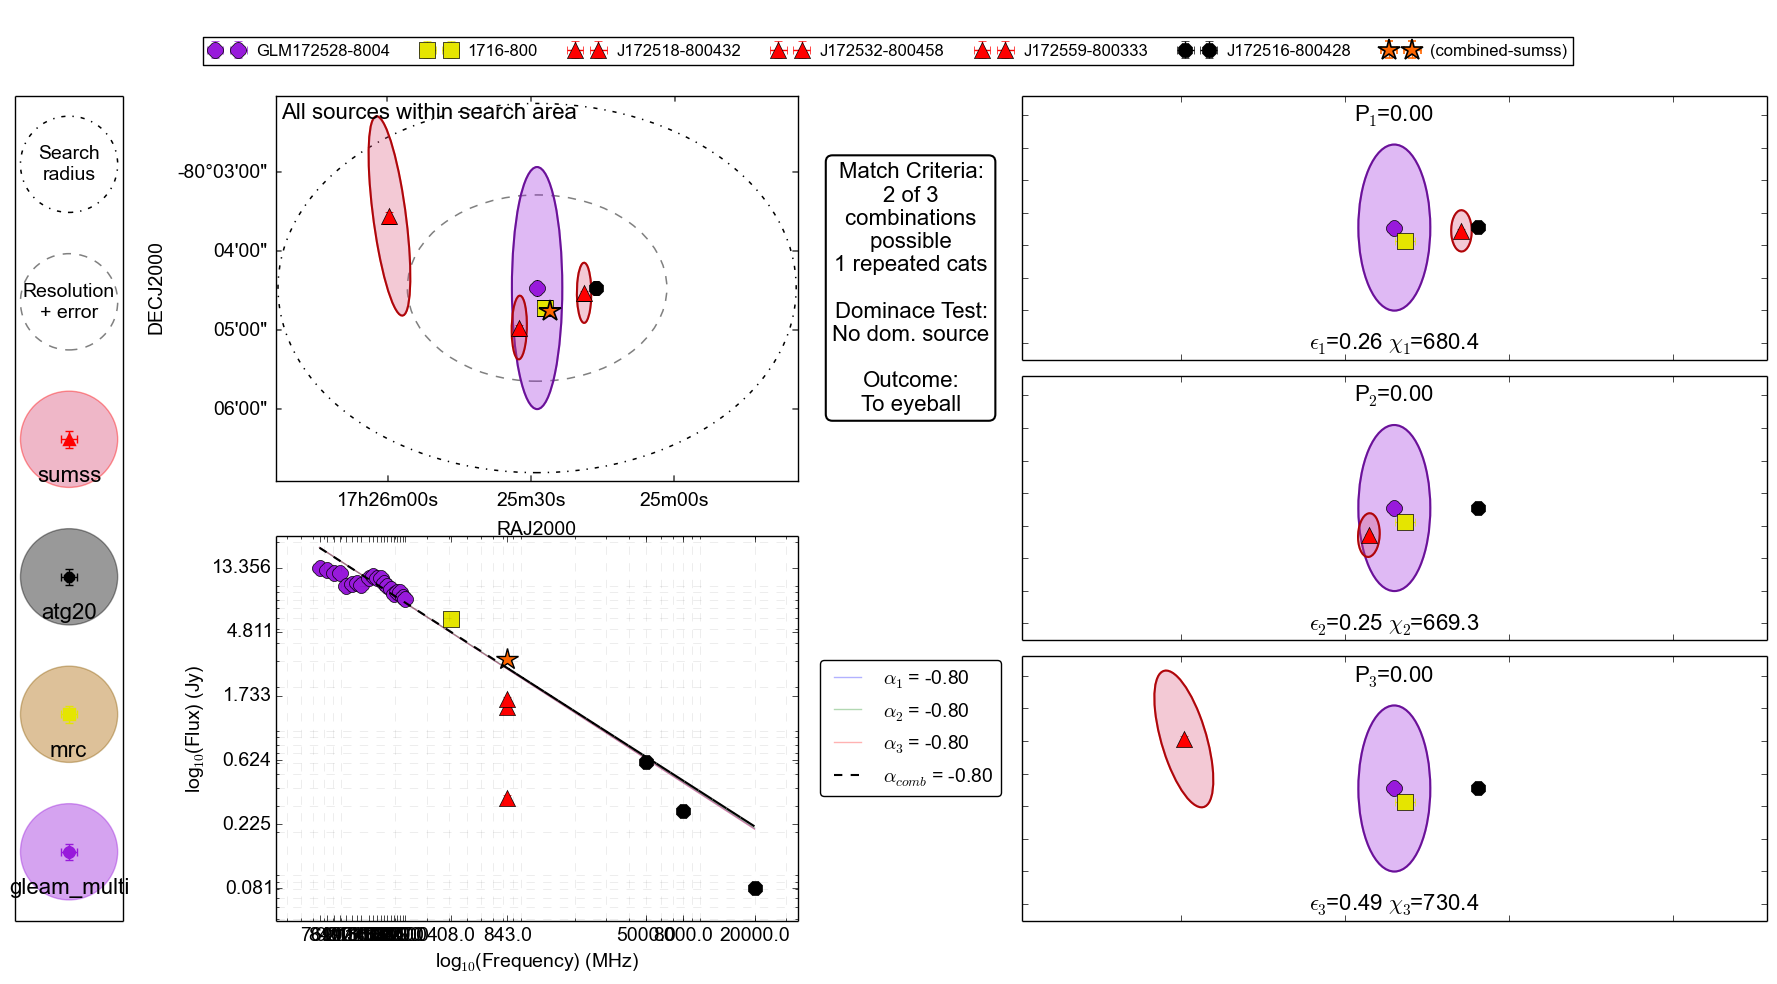 GLM172528-8004
1716-800
J172518-800432
J172532-800458
J172559-800333
J172516-800428
(combined-sumss)
Search
radius
Resolution
+ error
sumss
atg20
mrc
gleam_multi
All sources within search area
DECJ2000
-80°03'00"
04'00"
05'00"
06'00"
17h26m00s
25m30s
25m00s
RAJ2000
Match Criteria:
2 of 3
combinations
possible
1 repeated cats
Dominace Test:
No dom. source
Outcome:
To eyeball
P1=0.00
ϵ1=0.26 χ1=680.4
P2=0.00
ϵ2=0.25 χ2=669.3
P3=0.00
ϵ3=0.49 χ3=730.4
log10(Flux) (Jy)
13.356
4.811
1.733
0.624
0.225
0.081
408.0
843.0
5000.0
8000.0
20000.0
log10(Frequency) (MHz)
α1 = -0.80
α2 = -0.80
α3 = -0.80
αcomb = -0.80